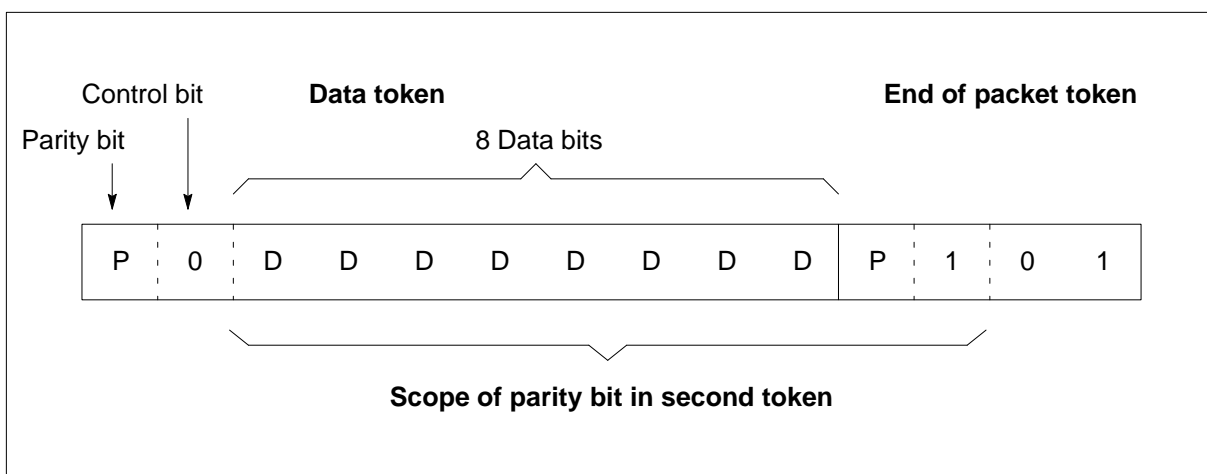 Control bit
Data token
End of packet token
Parity bit
8 Data bits
P 0 D D D D D D D D P 1 0 1
Scope of parity bit in second token